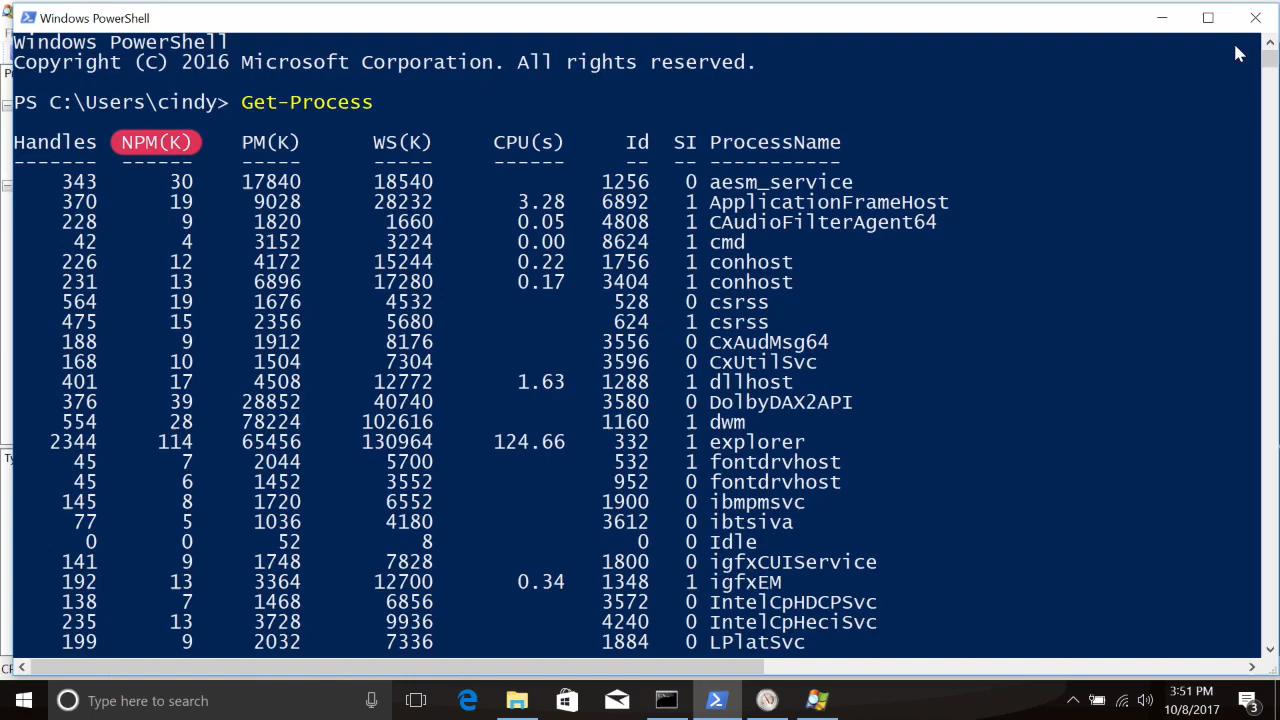 Windows PowerShell
Windows PowerShell
Copyright (C) 2016 Microsoft Corporation. All rights reserved.
PS C:\Users\cindy> Get-Process
Handles NPM(K) PM(K) WS(K) CPU(s) Id SI ProcessName
------- ------ ----- ----- ------ -- -- -----------
343 30 17840 18540 1256 0 aesm_service
370 19 9028 28232 3.28 6892 1 ApplicationFrameHost
228 9 1820 1660 0.05 4808 1 CAudioFilterAgent64
42 4 3152 3224 0.00 8624 1 cmd
226 12 4172 15244 0.22 1756 1 conhost
231 13 6896 17280 0.17 3404 1 conhost
564 19 1676 4532 528 0 csrss
475 15 2356 5680 624 1 csrss
188 9 1912 8176 3556 0 CxAudMsg64
168 10 1504 7304 3596 0 CxUtilSvc
401 17 4508 12772 1.63 1288 1 dllhost
376 39 28852 40740 3580 0 DolbyDAX2API
554 28 78224 102616 1160 1 dwm
2344 114 65456 130964 124.66 332 1 explorer
45 7 2044 5700 532 1 fontdrvhost
45 6 1452 3552 952 0 fontdrvhost
145 8 1720 6552 1900 0 ibmpmsvc
77 5 1036 4180 3612 0 ibtsiva
0 0 52 8 0 0 Idle
141 9 1748 7828 1800 0 igfxCUIService
192 13 3364 12700 0.34 1348 1 igfxEM
138 7 1468 6856 3572 0 IntelCpHDCPSvc
235 13 3728 9936 4240 0 IntelCpHeciSvc
199 9 2032 7336 1884 0 LPlatSvc
Type here to search
3:51 PM
10/8/2017
3